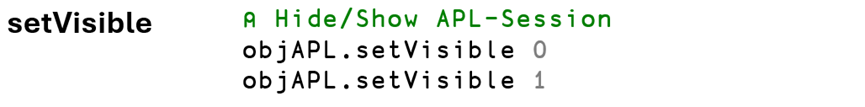 setVisible
⍝ Hide/Show APL-Session
objAPL.setVisible 0
objAPL.setVisible 1